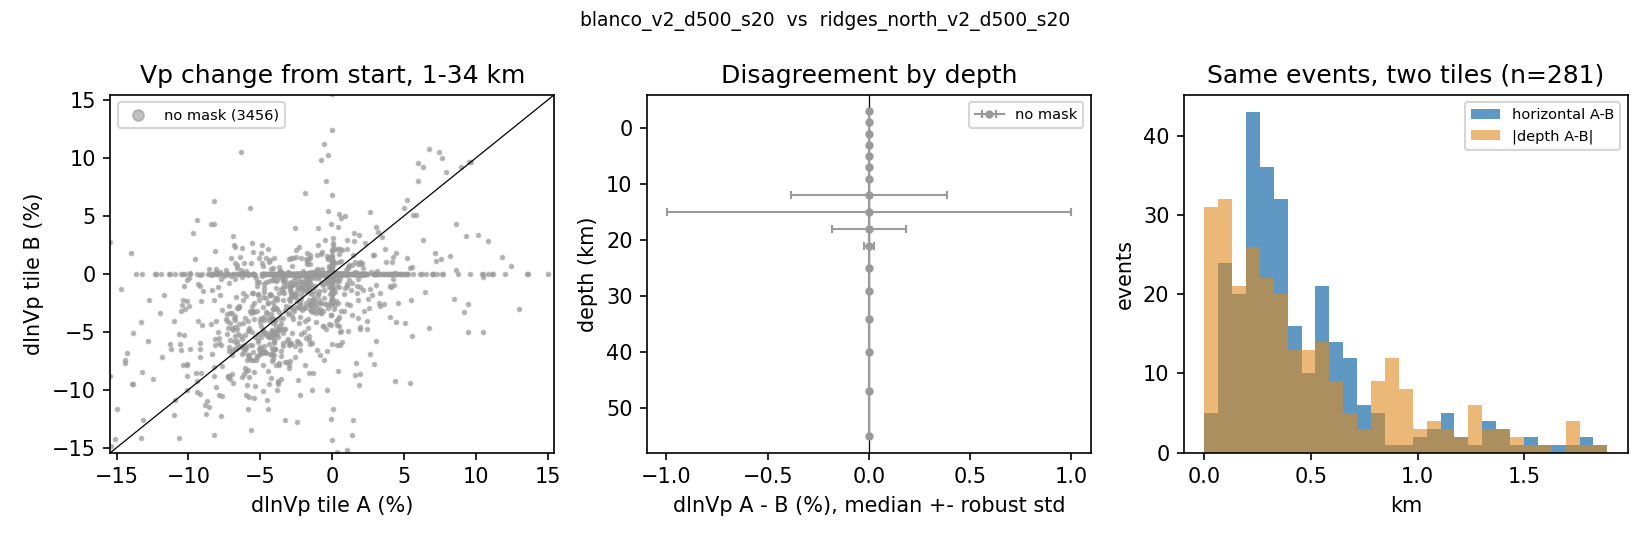 blanco_v2_d500_s20  vs  ridges_north_v2_d500_s20
Vp change from start, 1-34 km
no mask (3456)
15
10
5
0
−5
−10
−15
dlnVp tile B (%)
−15
−10
−5
0
5
10
15
dlnVp tile A (%)
Disagreement by depth
no mask
0
10
20
30
40
50
depth (km)
−1.0
−0.5
0.0
0.5
1.0
dlnVp A - B (%), median +- robust std
Same events, two tiles (n=281)
horizontal A-B
|depth A-B|
40
30
20
10
0
events
0.0
0.5
1.0
1.5
km